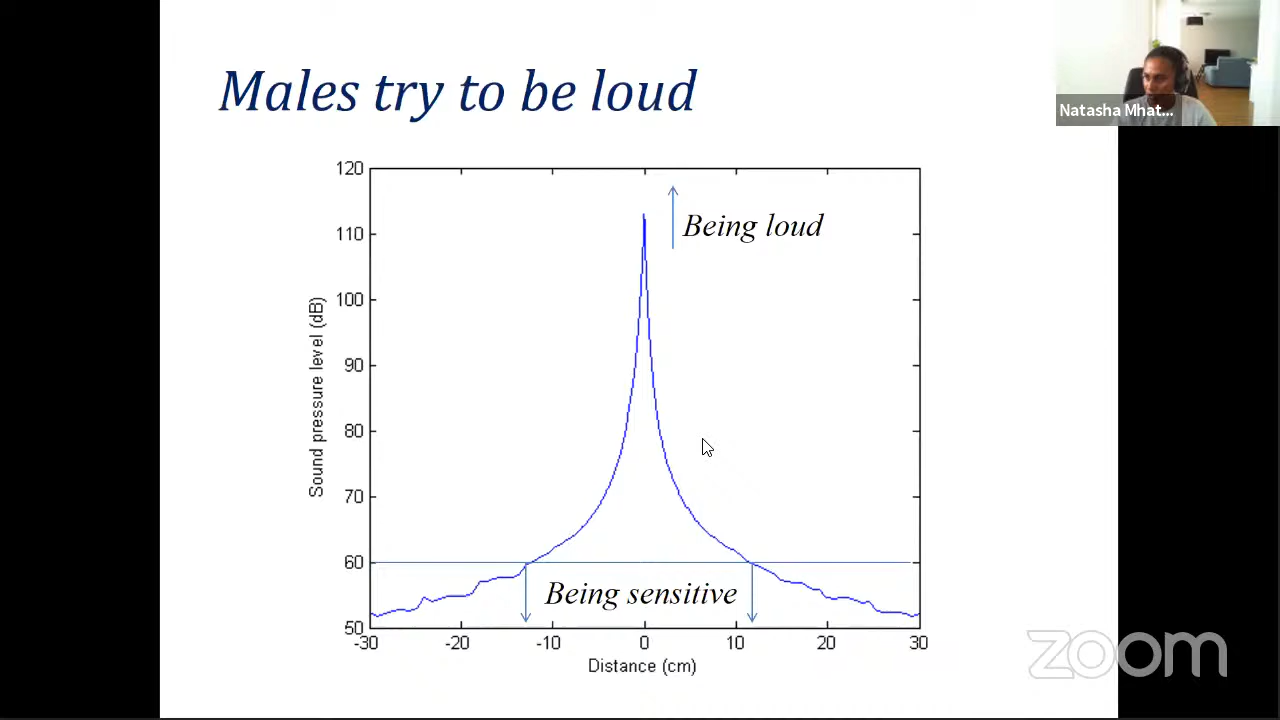 Males try to be loud
Natasha Mhat...
120
110
100
90
80
70
60
50
Sound pressure level (dB)
Being loud
Being sensitive
-30
-20
-10
0
10
20
30
Distance (cm)
zoom